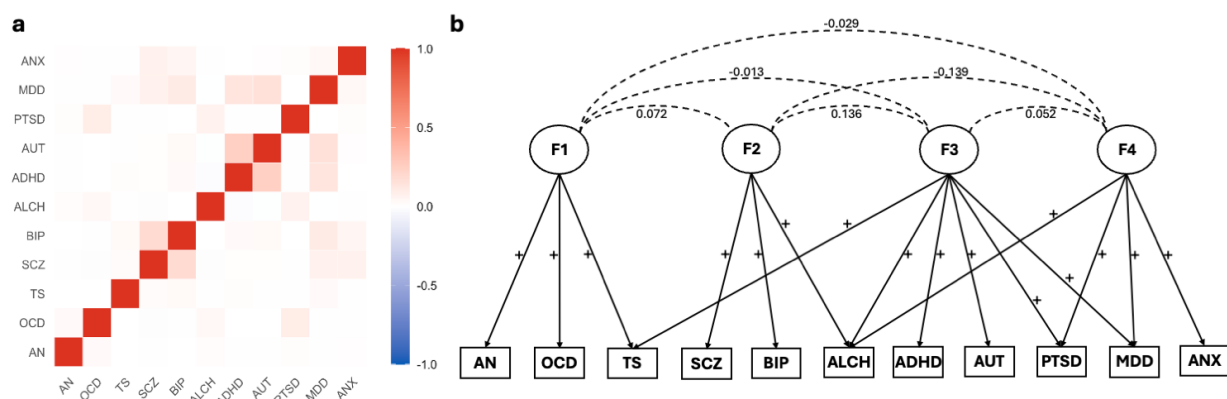 a
ANX
MDD
PTSD
AUT
ADHD
ALCH
BIP
SCZ
TS
OCD
AN
AN OCD TS SCZ BIP ALCH ADHD AUT PTSD MDD ANX
1.0
0.5
0.0
-0.5
-1.0
b
-0.029
-0.013 -0.139
0.072 0.136 0.052
F1 F2 F3 F4
+
+ +
+ + + + + + + + + +
+
+
AN OCD TS SCZ BIP ALCH ADHD AUT PTSD MDD ANX